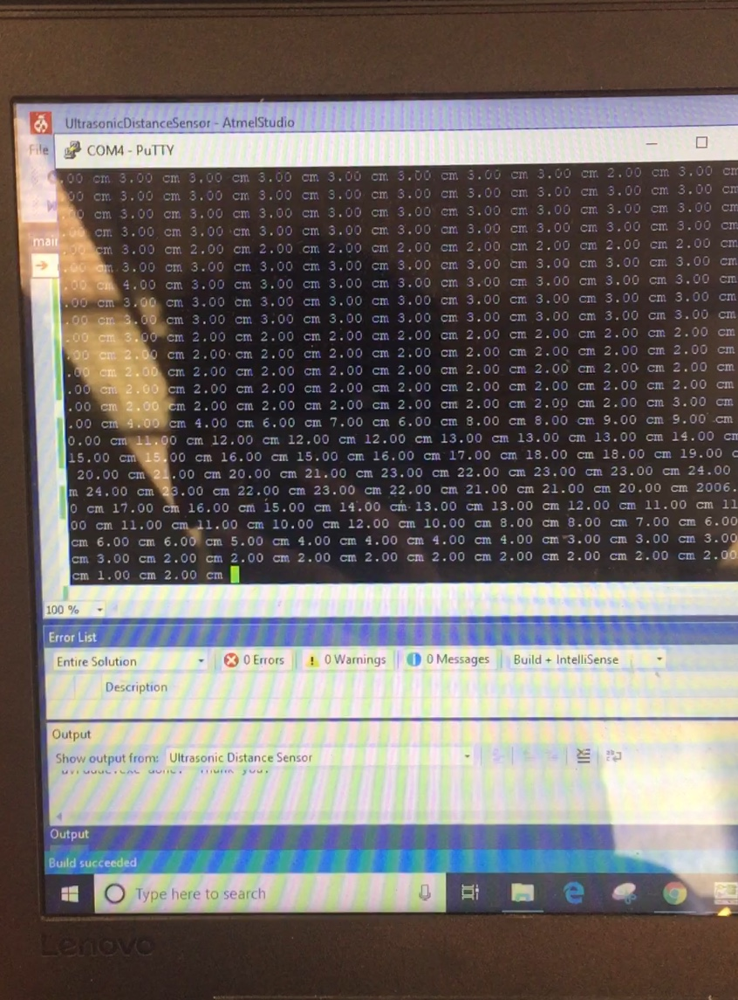 UltrasonicDistanceSensor - AtmelStudio
File
COM4 - PuTTY
.00 cm 3.00 cm 3.00 cm 3.00 cm 3.00 cm 3.00 cm 3.00 cm 3.00 cm 2.00 cm 3.00 cm
.00 cm 3.00 cm 3.00 cm 3.00 cm 3.00 cm 3.00 cm 3.00 cm 3.00 cm 3.00 cm 3.00 cm
.00 cm 3.00 cm 3.00 cm 3.00 cm 3.00 cm 3.00 cm 3.00 cm 3.00 cm 3.00 cm 3.00 cm
.00 cm 3.00 cm 3.00 cm 3.00 cm 3.00 cm 3.00 cm 3.00 cm 3.00 cm 3.00 cm 3.00 cm
.00 cm 3.00 cm 2.00 cm 2.00 cm 2.00 cm 2.00 cm 2.00 cm 2.00 cm 2.00 cm 2.00 cm
.00 cm 3.00 cm 3.00 cm 3.00 cm 3.00 cm 3.00 cm 3.00 cm 3.00 cm 3.00 cm 3.00 cm
.00 cm 4.00 cm 3.00 cm 3.00 cm 3.00 cm 3.00 cm 3.00 cm 3.00 cm 3.00 cm 3.00 cm
.00 cm 3.00 cm 3.00 cm 3.00 cm 3.00 cm 3.00 cm 3.00 cm 3.00 cm 3.00 cm 3.00 cm
.00 cm 3.00 cm 3.00 cm 3.00 cm 3.00 cm 3.00 cm 3.00 cm 3.00 cm 3.00 cm 3.00 cm
.00 cm 3.00 cm 2.00 cm 2.00 cm 2.00 cm 2.00 cm 2.00 cm 2.00 cm 2.00 cm 2.00 cm
.00 cm 2.00 cm 2.00 cm 2.00 cm 2.00 cm 2.00 cm 2.00 cm 2.00 cm 2.00 cm 2.00 cm
.00 cm 2.00 cm 2.00 cm 2.00 cm 2.00 cm 2.00 cm 2.00 cm 2.00 cm 2.00 cm 2.00 cm
.00 cm 2.00 cm 2.00 cm 2.00 cm 2.00 cm 2.00 cm 2.00 cm 2.00 cm 2.00 cm 2.00 cm
.00 cm 2.00 cm 2.00 cm 2.00 cm 2.00 cm 2.00 cm 2.00 cm 2.00 cm 2.00 cm 3.00 cm
.00 cm 4.00 cm 4.00 cm 6.00 cm 7.00 cm 6.00 cm 8.00 cm 8.00 cm 9.00 cm 9.00 cm
0.00 cm 11.00 cm 12.00 cm 12.00 cm 12.00 cm 13.00 cm 13.00 cm 13.00 cm 14.00 cm
15.00 cm 15.00 cm 16.00 cm 15.00 cm 16.00 cm 17.00 cm 18.00 cm 18.00 cm 19.00 c
20.00 cm 21.00 cm 20.00 cm 21.00 cm 23.00 cm 22.00 cm 23.00 cm 23.00 cm 24.00
m 24.00 cm 23.00 cm 22.00 cm 23.00 cm 22.00 cm 21.00 cm 21.00 cm 20.00 cm 2006.
0 cm 17.00 cm 16.00 cm 15.00 cm 14.00 cm 13.00 cm 13.00 cm 12.00 cm 11.00 cm 11
00 cm 11.00 cm 11.00 cm 10.00 cm 12.00 cm 10.00 cm 8.00 cm 8.00 cm 7.00 cm 6.00
cm 6.00 cm 6.00 cm 5.00 cm 4.00 cm 4.00 cm 4.00 cm 4.00 cm 3.00 cm 3.00 cm 3.00
cm 3.00 cm 2.00 cm 2.00 cm 2.00 cm 2.00 cm 2.00 cm 2.00 cm 2.00 cm 2.00 cm 2.00
cm 1.00 cm 2.00 cm
main
100 %
Error List
Entire Solution 0 Errors 0 Warnings 0 Messages Build + IntelliSense
Description
Output
Show output from: Ultrasonic Distance Sensor
Output
Build succeeded
Type here to search
Lenovo